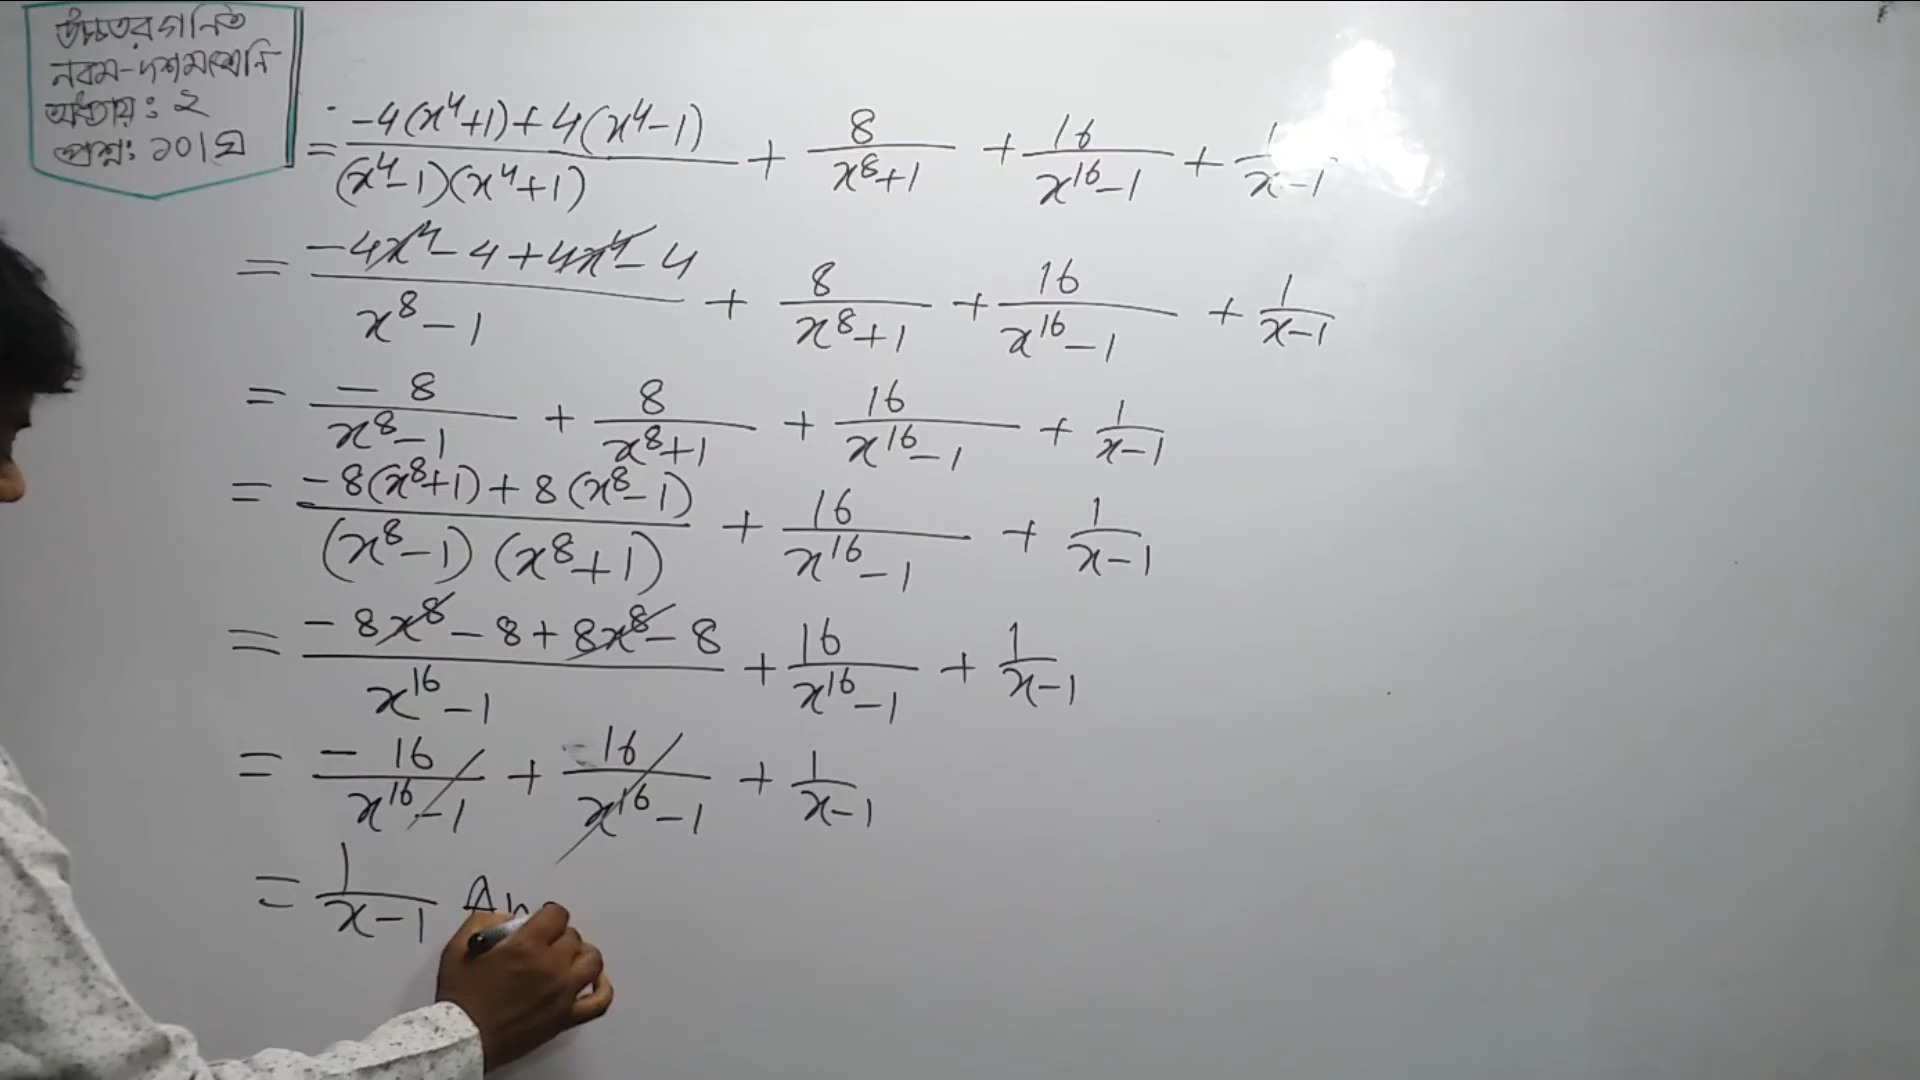 উচ্চতর গনিত
নবম-দশম শ্রেনি
অধ্যায়ঃ ২
প্রশ্নঃ ১০।ঘ
= (-4(x⁴+1)+4(x⁴-1))/((x⁴-1)(x⁴+1)) + 8/(x⁸+1) + 16/(x¹⁶-1) + 1/(x-1)
= (-4x⁴-4+4x⁴-4)/(x⁸-1) + 8/(x⁸+1) + 16/(x¹⁶-1) + 1/(x-1)
= -8/(x⁸-1) + 8/(x⁸+1) + 16/(x¹⁶-1) + 1/(x-1)
= (-8(x⁸+1)+8(x⁸-1))/((x⁸-1)(x⁸+1)) + 16/(x¹⁶-1) + 1/(x-1)
= (-8x⁸-8+8x⁸-8)/(x¹⁶-1) + 16/(x¹⁶-1) + 1/(x-1)
= -16/(x¹⁶-1) + 16/(x¹⁶-1) + 1/(x-1)
= 1/(x-1) Ans